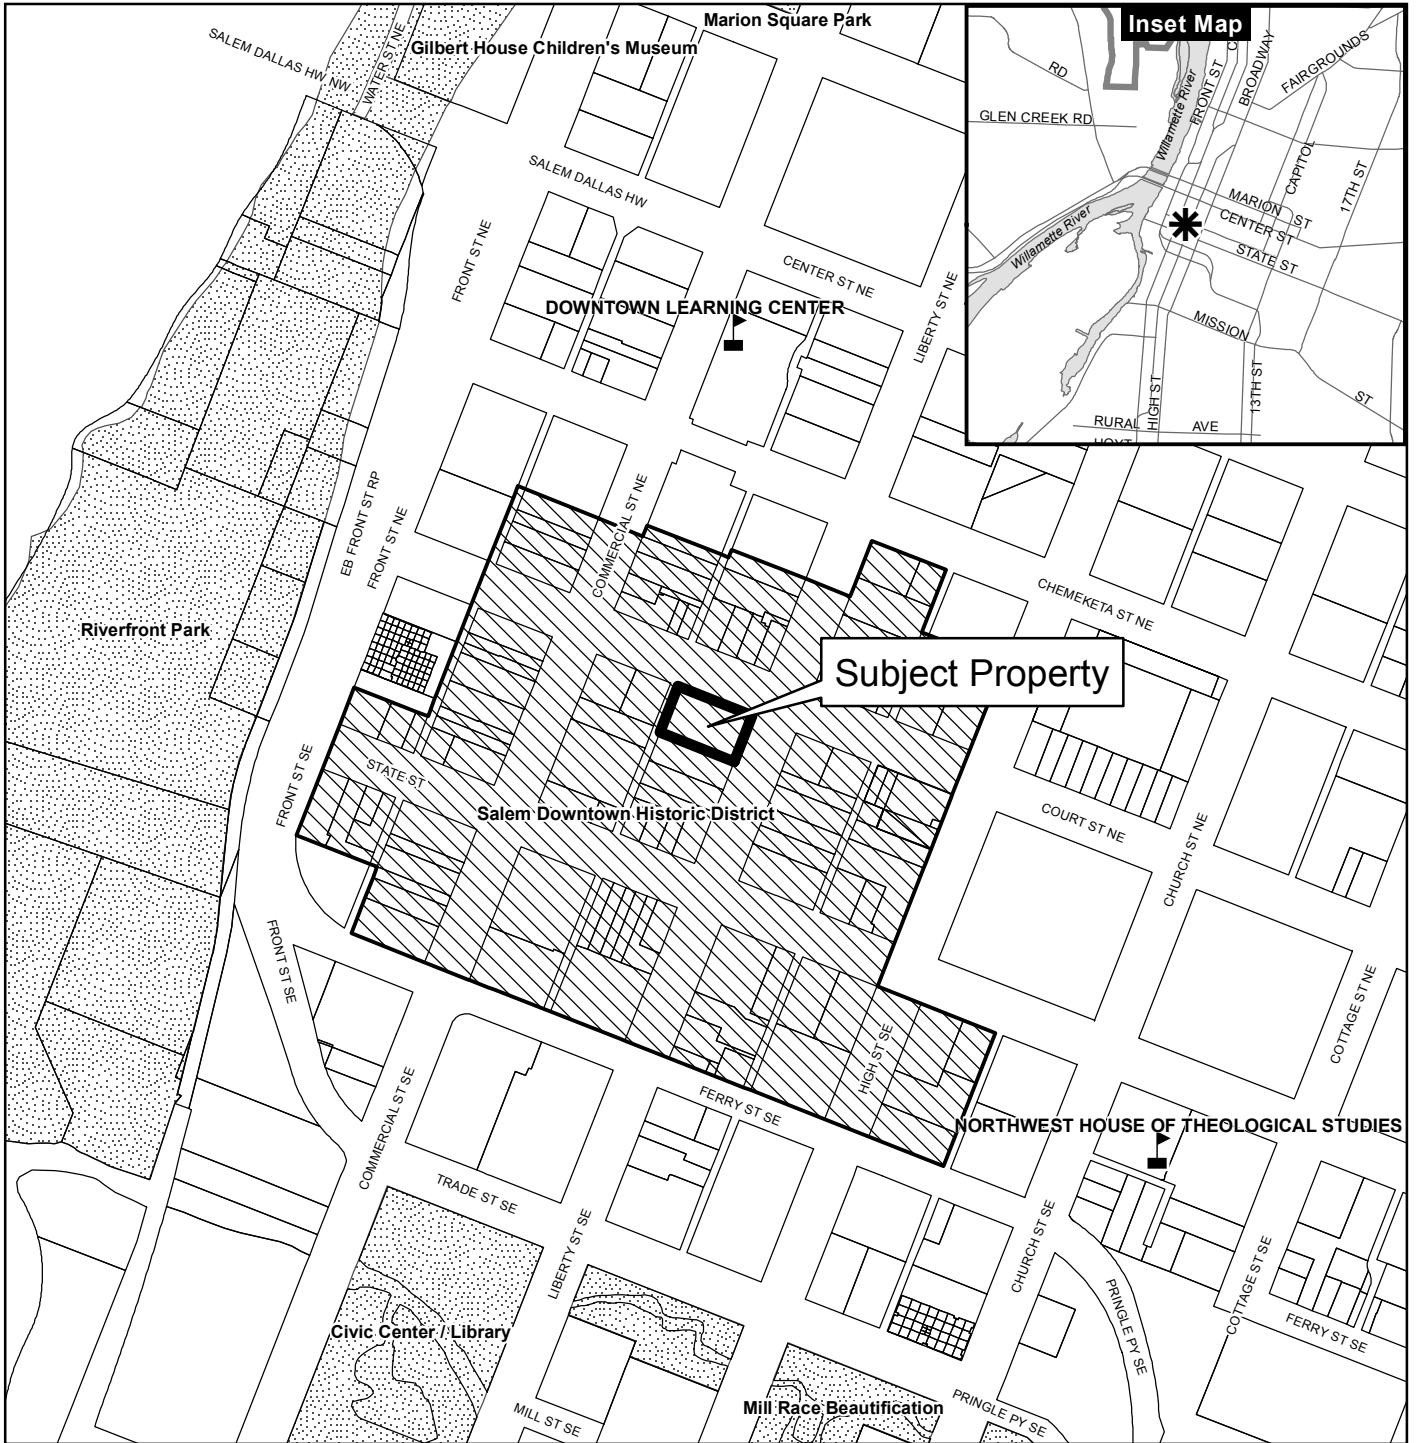 Marion Square Park
Gilbert House Children's Museum
SALEM DALLAS HW NW
WATER ST NE
Inset Map
RD
GLEN CREEK RD
Willamette River
FRONT ST
BROADWAY
FAIRGROUNDS
CAPITOL
17TH ST
MARION ST
CENTER ST
STATE ST
Willamette River
MISSION ST
HIGH ST
13TH ST
RURAL AVE
SALEM DALLAS HW
FRONT ST NE
CENTER ST NE
LIBERTY ST NE
DOWNTOWN LEARNING CENTER
COMMERCIAL ST NE
EB FRONT ST RP
FRONT ST NE
CHEMEKETA ST NE
Riverfront Park
Subject Property
FRONT ST SE
STATE ST
Salem Downtown Historic District
COURT ST NE
CHURCH ST NE
FRONT ST SE
COTTAGE ST NE
HIGH ST SE
FERRY ST SE
COMMERCIAL ST SE
NORTHWEST HOUSE OF THEOLOGICAL STUDIES
TRADE ST SE
LIBERTY ST SE
CHURCH ST SE
PRINGLE PY SE
COTTAGE ST SE
FERRY ST SE
Civic Center / Library
MILL ST SE
Mill Race Beautification
PRINGLE PY SE